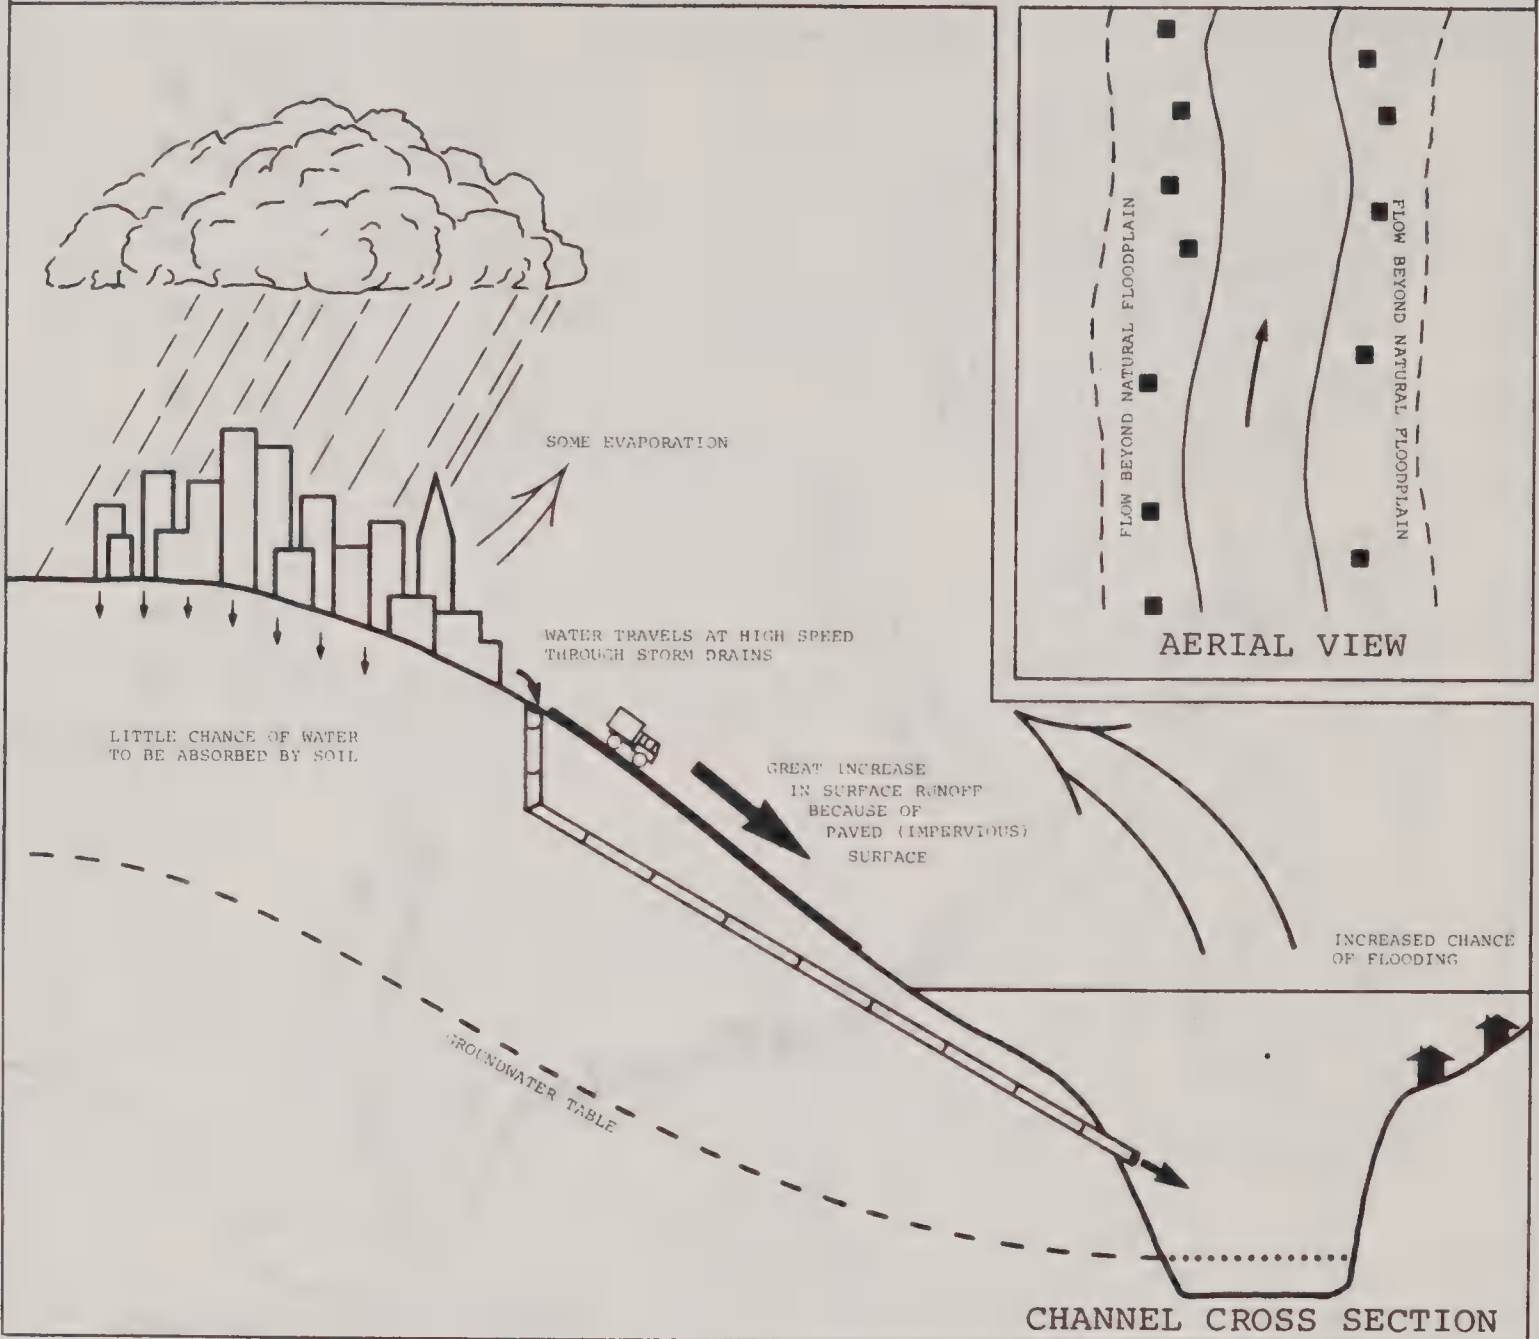 SOME EVAPORATION
WATER TRAVELS AT HIGH SPEED
THROUGH STORM DRAINS
LITTLE CHANCE OF WATER
TO BE ABSORBED BY SOIL
GREAT INCREASE
IN SURFACE RUNOFF
BECAUSE OF
PAVED (IMPERVIOUS)
SURFACE
GROUNDWATER TABLE
FLOW BEYOND NATURAL FLOODPLAIN
FLOW BEYOND NATURAL FLOODPLAIN
AERIAL VIEW
INCREASED CHANCE
OF FLOODING
CHANNEL CROSS SECTION